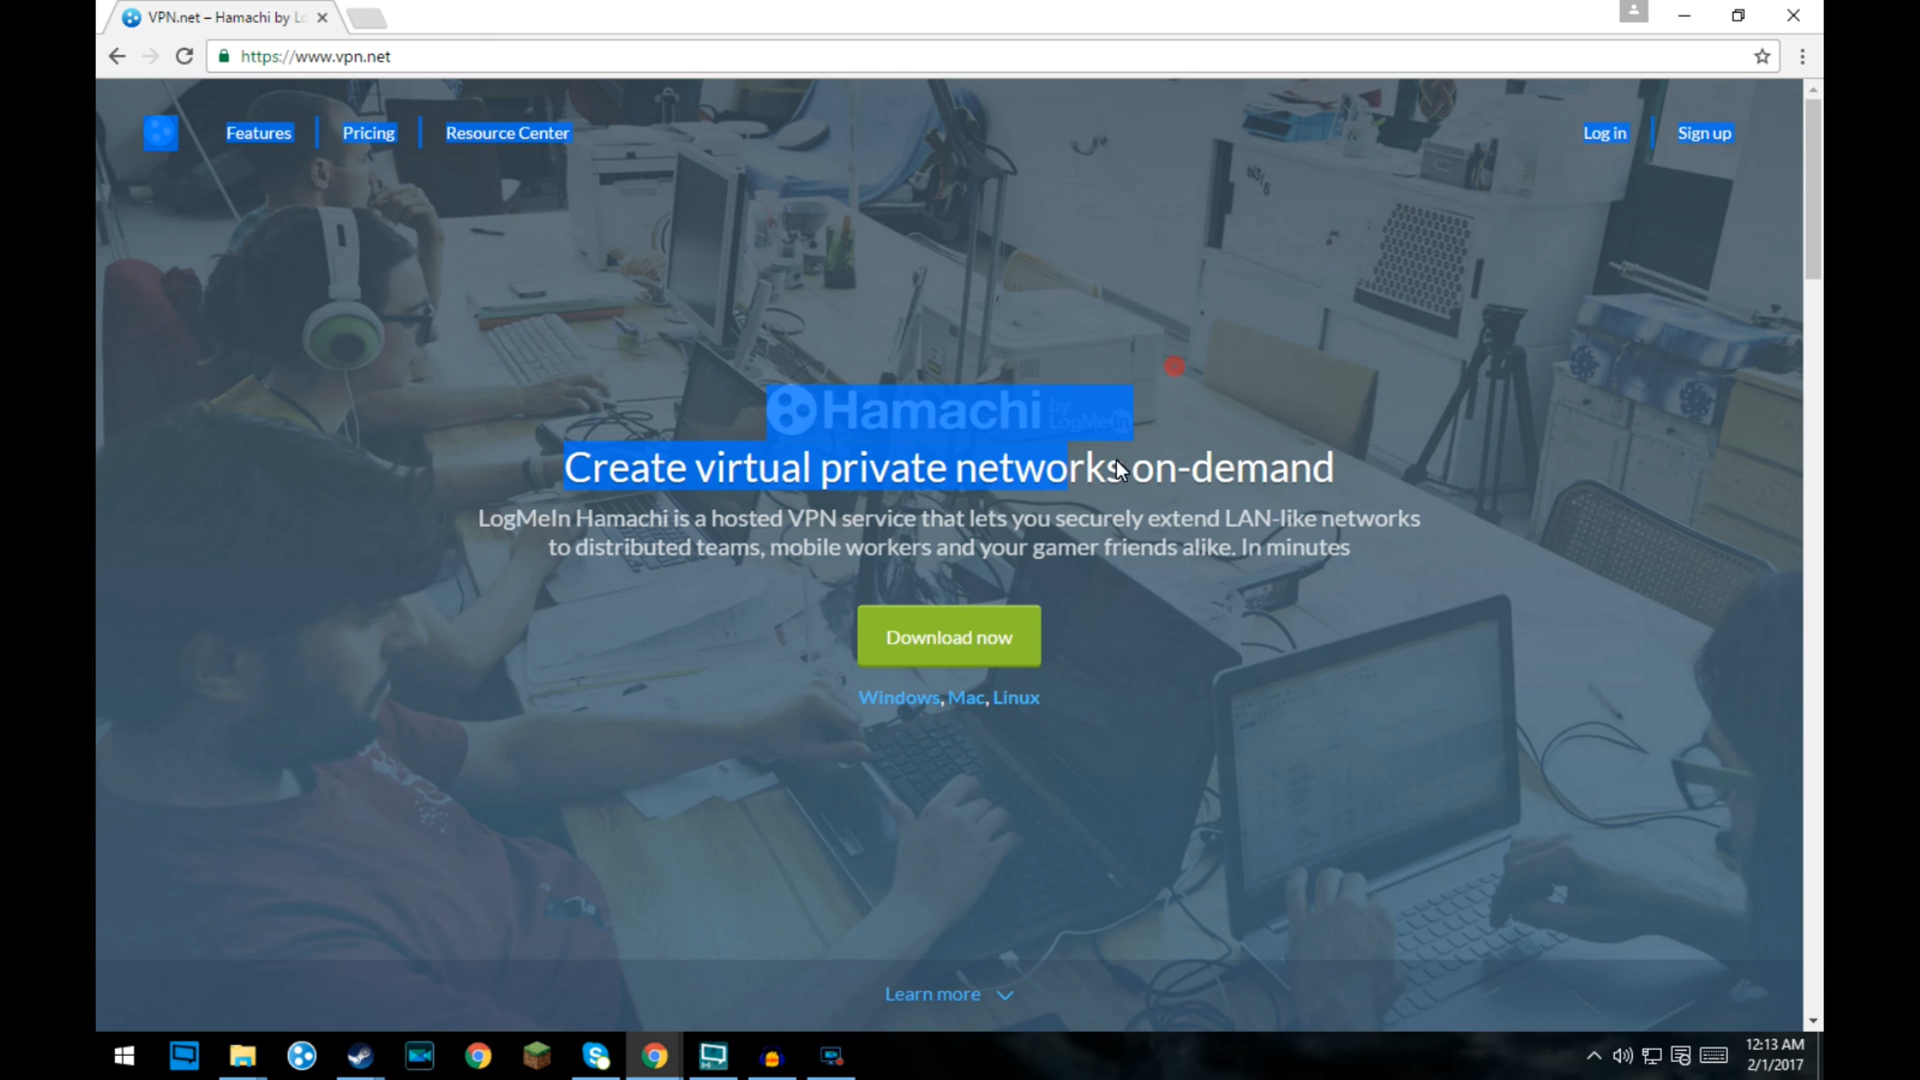 VPN.net – Hamachi by Lo
https://www.vpn.net
Features
Pricing
Resource Center
Log in
Sign up
Hamachi by LogMeIn
Create virtual private networks on-demand
LogMeIn Hamachi is a hosted VPN service that lets you securely extend LAN-like networks
to distributed teams, mobile workers and your gamer friends alike. In minutes
Download now
Windows, Mac, Linux
Learn more
12:13 AM
2/1/2017